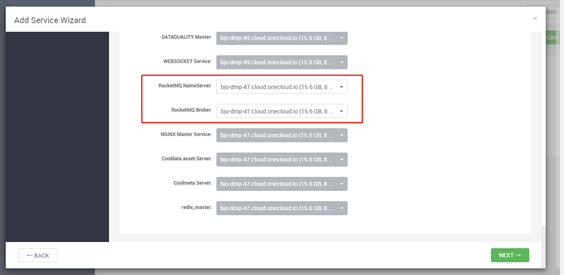 Add Service Wizard
×
DATAQUALITY Master: bjo-dmp-49.cloud.onecloud.io (15.6 GB, 8 ...
WEBSOCKET Service: bjo-dmp-49.cloud.onecloud.io (15.6 GB, 8 ...
RocketMQ NameServer: bjo-dmp-47.cloud.onecloud.io (15.6 GB, 8 ...
RocketMQ Broker: bjo-dmp-47.cloud.onecloud.io (15.6 GB, 8 ...
NGINX Master Service: bjo-dmp-47.cloud.onecloud.io (15.6 GB, 8 ...
Cooldata asset Server: bjo-dmp-47.cloud.onecloud.io (15.6 GB, 8 ...
Coolmeta Server: bjo-dmp-47.cloud.onecloud.io (15.6 GB, 8 ...
redis_master: bjo-dmp-47.cloud.onecloud.io (15.6 GB, 8 ...
← BACK
NEXT →